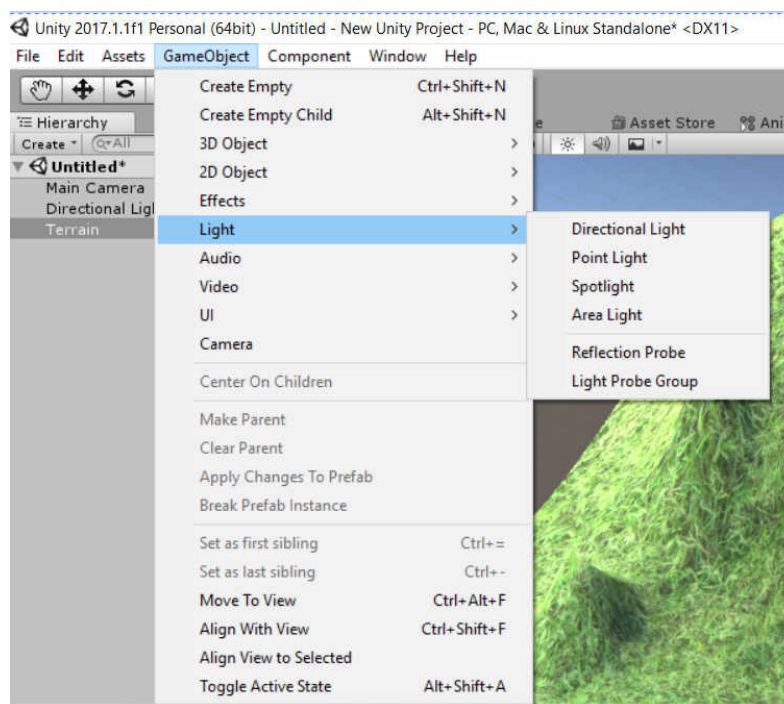 Unity 2017.1.1f1 Personal (64bit) - Untitled - New Unity Project - PC, Mac & Linux Standalone* <DX11>
File Edit Assets GameObject Component Window Help
Hierarchy
Asset Store
Create All
Untitled*
Main Camera
Terrain
Create Empty Ctrl+Shift+N
Create Empty Child Alt+Shift+N
3D Object
2D Object
Effects
Light
Audio
Video
UI
Camera
Center On Children
Make Parent
Clear Parent
Apply Changes To Prefab
Break Prefab Instance
Set as first sibling Ctrl+=
Set as last sibling Ctrl+-
Move To View Ctrl+Alt+F
Align With View Ctrl+Shift+F
Align View to Selected
Toggle Active State Alt+Shift+A
Directional Light
Point Light
Spotlight
Area Light
Reflection Probe
Light Probe Group